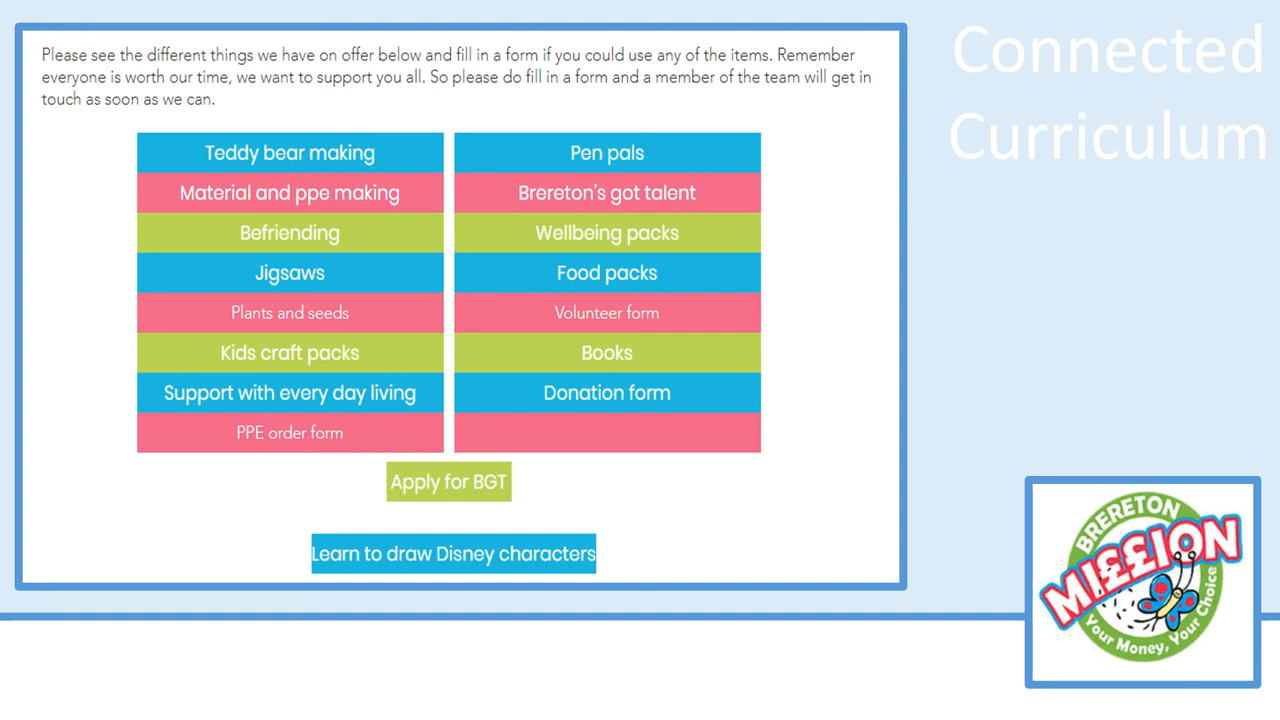 Connected
Curriculum
Please see the different things we have on offer below and fill in a form if you could use any of the items. Remember
everyone is worth our time, we want to support you all. So please do fill in a form and a member of the team will get in
touch as soon as we can.
Teddy bear making
Pen pals
Material and ppe making
Brereton's got talent
Befriending
Wellbeing packs
Jigsaws
Food packs
Plants and seeds
Volunteer form
Kids craft packs
Books
Support with every day living
Donation form
PPE order form
Apply for BGT
Learn to draw Disney characters
BRERETON
MI££ION
Your Money, Your Choice